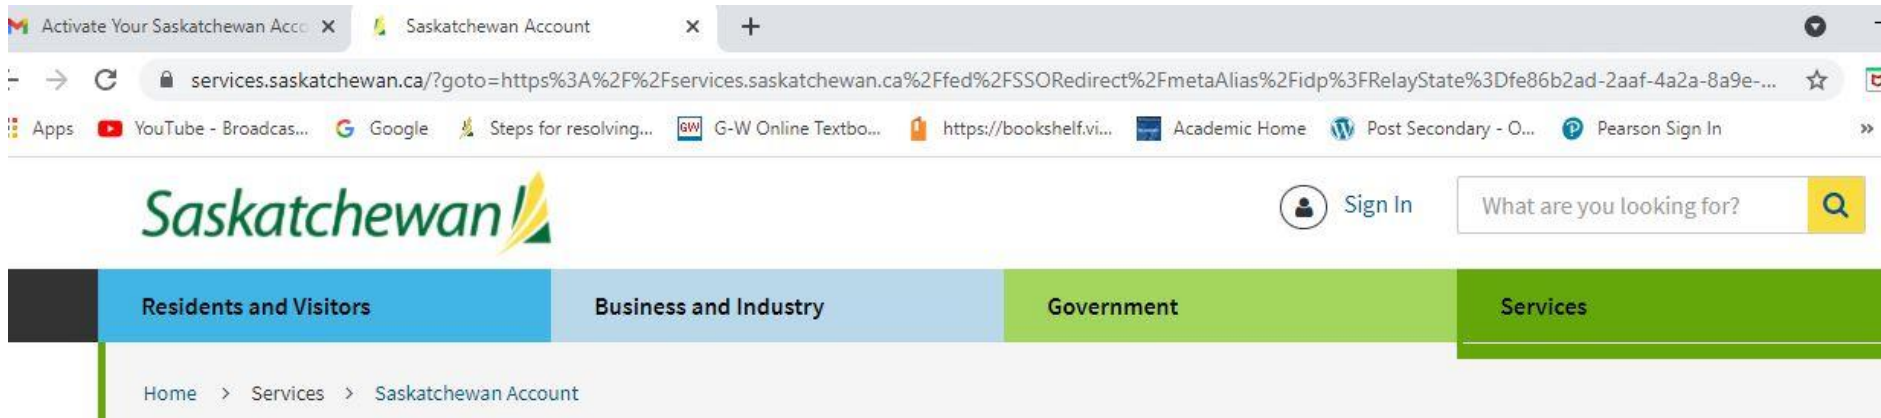 Activate Your Saskatchewan Acco
Saskatchewan Account
services.saskatchewan.ca/?goto=https%3A%2F%2Fservices.saskatchewan.ca%2Ffed%2FSSORedirect%2FmetaAlias%2Fidp%3FRelayState%3Dfe86b2ad-2aaf-4a2a-8a9e-...
Apps YouTube - Broadcas... Google Steps for resolving... GW G-W Online Textbo... https://bookshelf.vi... Academic Home Post Secondary - O... Pearson Sign In »
Saskatchewan Sign In What are you looking for?
Residents and Visitors Business and Industry Government Services
Home > Services > Saskatchewan Account